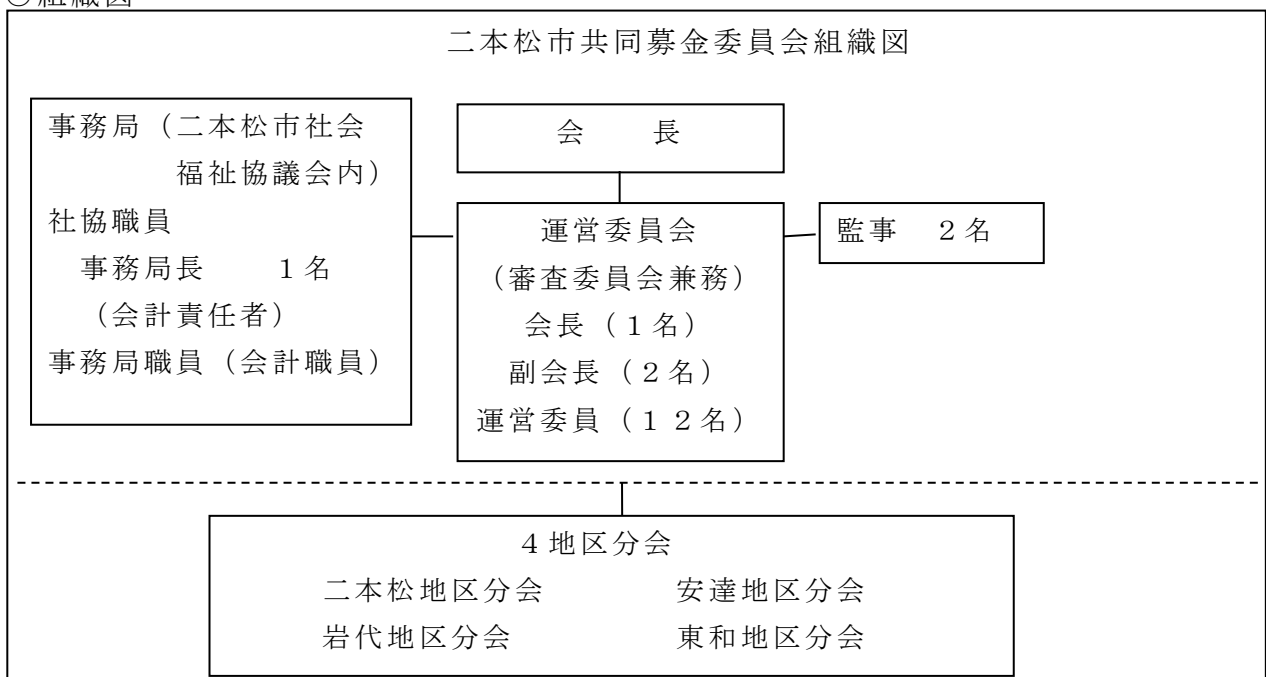 ○組織図
二本松市共同募金委員会組織図
事務局（二本松市社会
福祉協議会内）
社協職員
事務局長　　１名
（会計責任者）
事務局職員（会計職員）
会　　長
運営委員会
（審査委員会兼務）
会長（１名）
副会長（２名）
運営委員（１２名）
監事　２名
４地区分会
二本松地区分会　　　　安達地区分会
岩代地区分会　　　　　東和地区分会